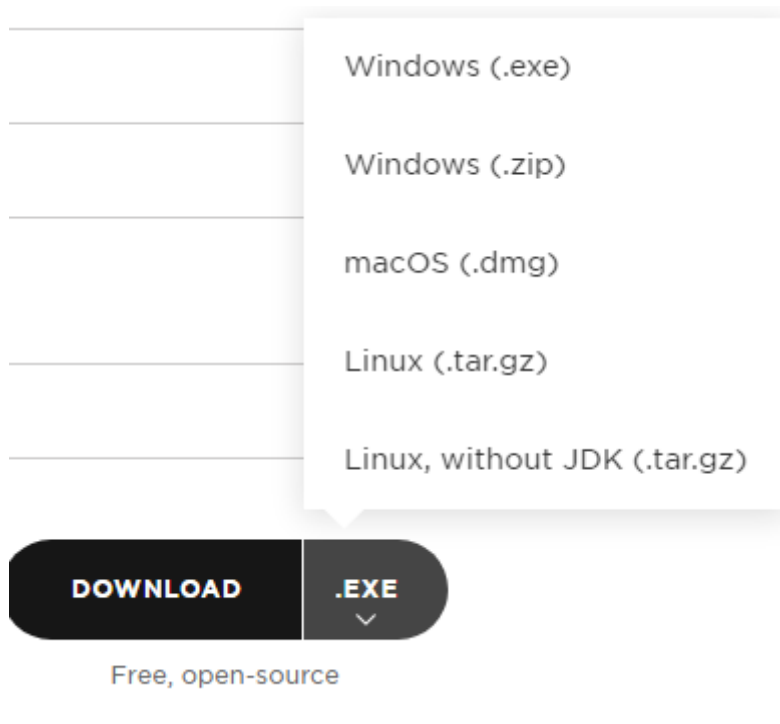 Windows (.exe)
Windows (.zip)
macOS (.dmg)
Linux (.tar.gz)
Linux, without JDK (.tar.gz)
DOWNLOAD .EXE
Free, open-source